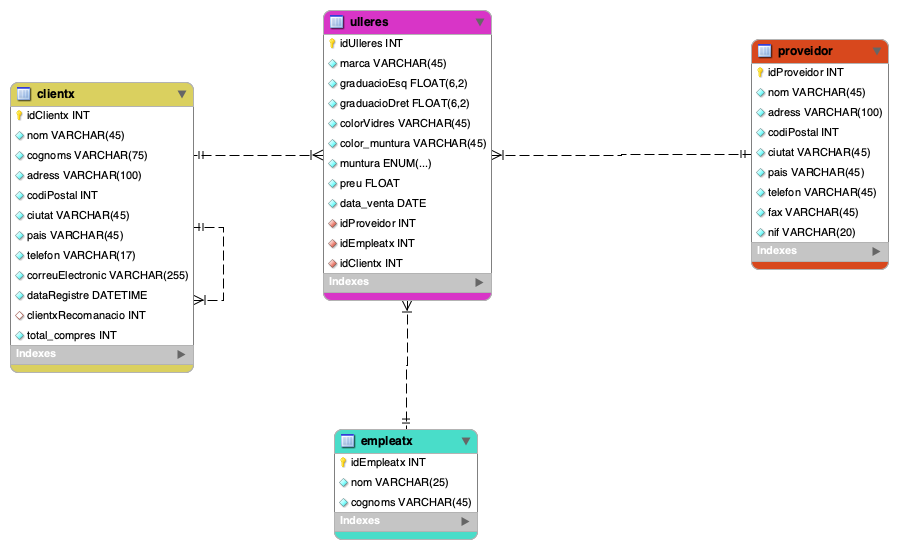 clientx
idClientx INT
nom VARCHAR(45)
cognoms VARCHAR(75)
adress VARCHAR(100)
codiPostal INT
ciutat VARCHAR(45)
pais VARCHAR(45)
telefon VARCHAR(17)
correuElectronic VARCHAR(255)
dataRegistre DATETIME
clientxRecomanacio INT
total_compres INT
Indexes
ulleres
idUlleres INT
marca VARCHAR(45)
graduacioEsq FLOAT(6,2)
graduacioDret FLOAT(6,2)
colorVidres VARCHAR(45)
color_muntura VARCHAR(45)
muntura ENUM(...)
preu FLOAT
data_venta DATE
idProveidor INT
idEmpleatx INT
idClientx INT
Indexes
proveidor
idProveidor INT
nom VARCHAR(45)
adress VARCHAR(100)
codiPostal INT
ciutat VARCHAR(45)
pais VARCHAR(45)
telefon VARCHAR(45)
fax VARCHAR(45)
nif VARCHAR(20)
Indexes
empleatx
idEmpleatx INT
nom VARCHAR(25)
cognoms VARCHAR(45)
Indexes